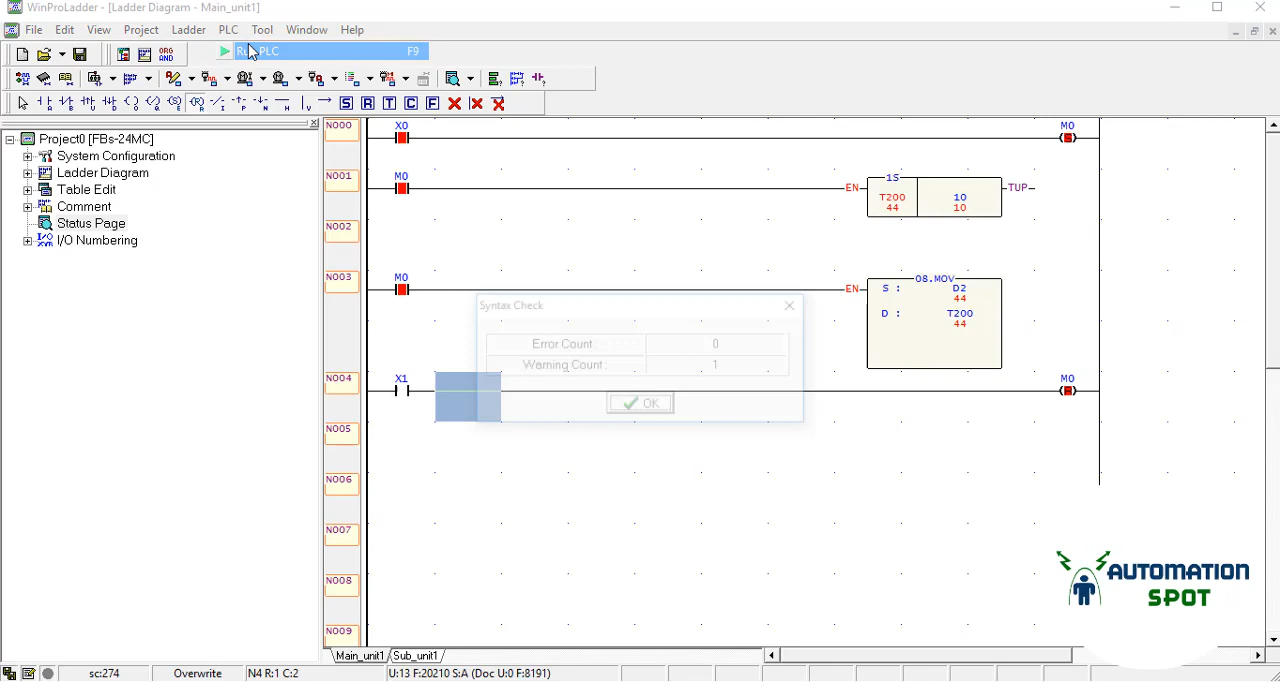 WinProLadder - [Ladder Diagram - Main_unit1]
File Edit View Project Ladder PLC Tool Window Help
PLC F9
ORG
AND
S R T C F
Project0 [FBs-24MC]
System Configuration
Ladder Diagram
Table Edit
Comment
Status Page
I/O Numbering
N000 X0 M0
N001 M0 EN 1S TUP
T200 10
44 10
N002
N003 M0 EN 08.MOV
S : D2
44
D : T200
44
Syntax Check
Error Count : 0
Warning Count : 1
OK
N004 X1 M0
N005
N006
N007
N008
N009
AUTOMATION
SPOT
Main_unit1 Sub_unit1
sc:274 Overwrite N4 R:1 C:2 U:13 F:20210 S:A (Doc U:0 F:8191)